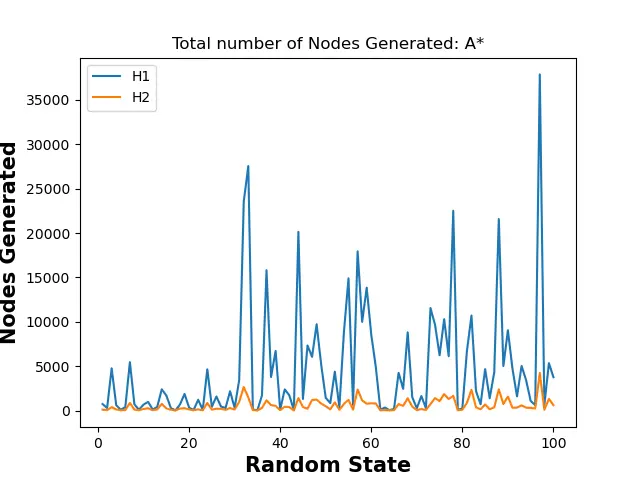 Total number of Nodes Generated: A*
H1
H2
Nodes Generated
35000
30000
25000
20000
15000
10000
5000
0
0 20 40 60 80 100
Random State